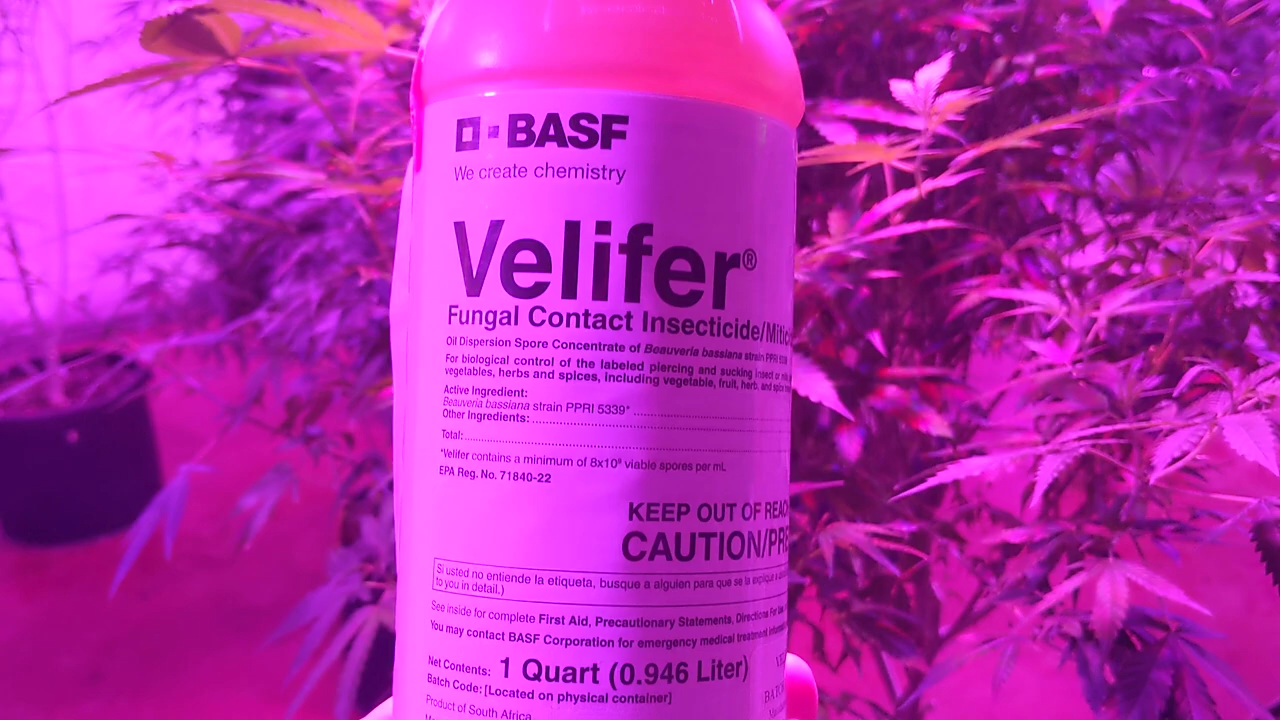 BASF
We create chemistry
Velifer®
Fungal Contact Insecticide/Mitic
Oil Dispersion Spore Concentrate of Beauveria bassiana strain PPRI 5339
For biological control of the labeled piercing and sucking insect or
vegetables, herbs and spices, including vegetable, fruit, herb, and spice
Active Ingredient:
Beauveria bassiana strain PPRI 5339*
Other Ingredients:
Total:
*Velifer contains a minimum of 8x10⁹ viable spores per mL
EPA Reg. No. 71840-22
KEEP OUT OF REAC
CAUTION/PRE
Si usted no entiende la etiqueta, busque a alguien para que se la explique a
to you in detail.)
See inside for complete First Aid, Precautionary Statements, Directions For Use,
You may contact BASF Corporation for emergency medical treatment
Net Contents: 1 Quart (0.946 Liter)
Batch Code: [Located on physical container]
Product of South Africa